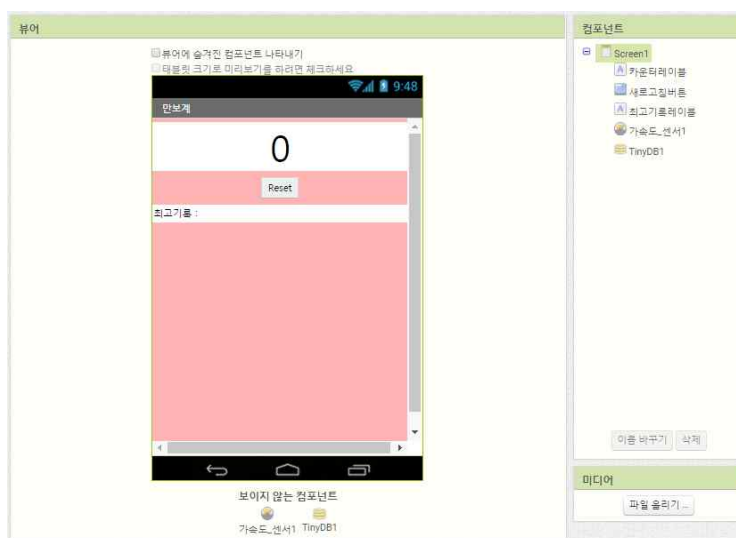 뷰어
뷰어에 숨겨진 컴포넌트 나타내기
태블릿 크기로 미리보기를 하려면 체크하세요
9:48
만보계
0
Reset
최고기록 :
보이지 않는 컴포넌트
가속도_센서1 TinyDB1
컴포넌트
Screen1
카운터레이블
새로고침버튼
최고기록레이블
가속도_센서1
TinyDB1
이름 바꾸기 삭제
미디어
파일 올리기 ...